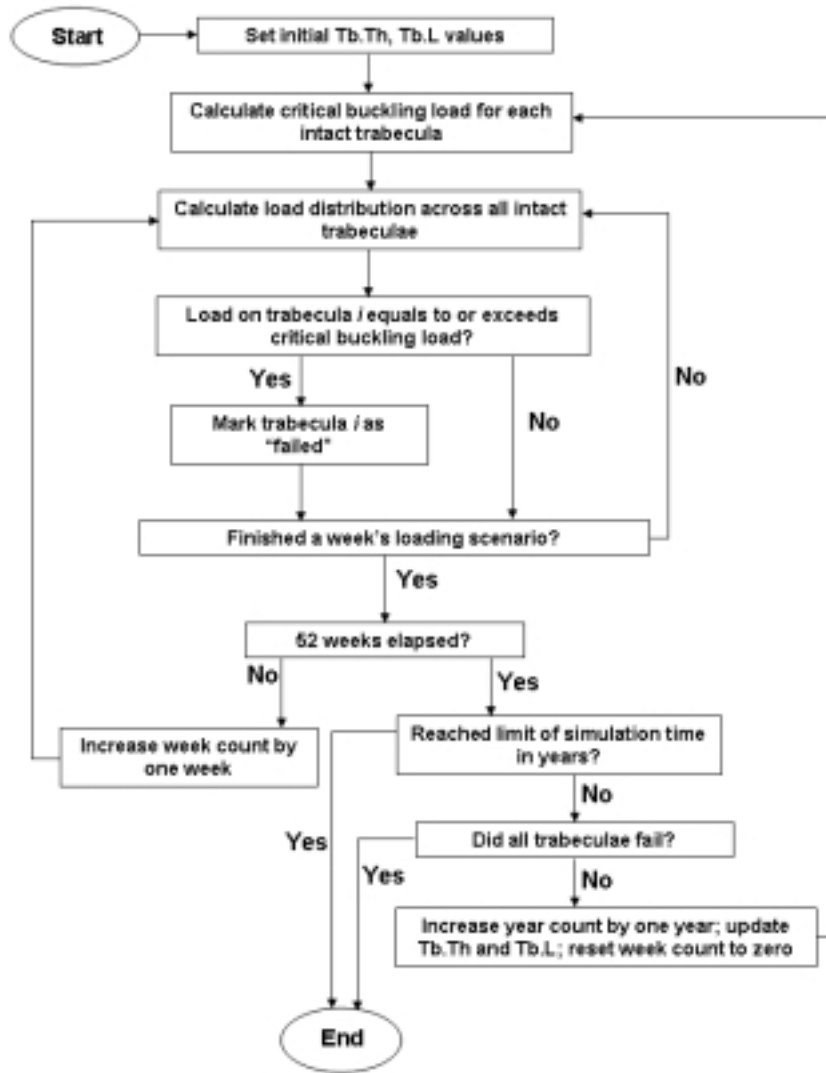 Start
Set initial Tb.Th, Tb.L values
Calculate critical buckling load for each
intact trabecula
Calculate load distribution across all intact
trabeculae
Load on trabecula i equals to or exceeds
critical buckling load?
Yes
No
No
Mark trabecula i as
"failed"
Finished a week's loading scenario?
Yes
52 weeks elapsed?
No
Yes
Increase week count by
one week
Reached limit of simulation time
in years?
No
Yes
Did all trabeculae fail?
Yes
No
Increase year count by one year; update
Tb.Th and Tb.L; reset week count to zero
End